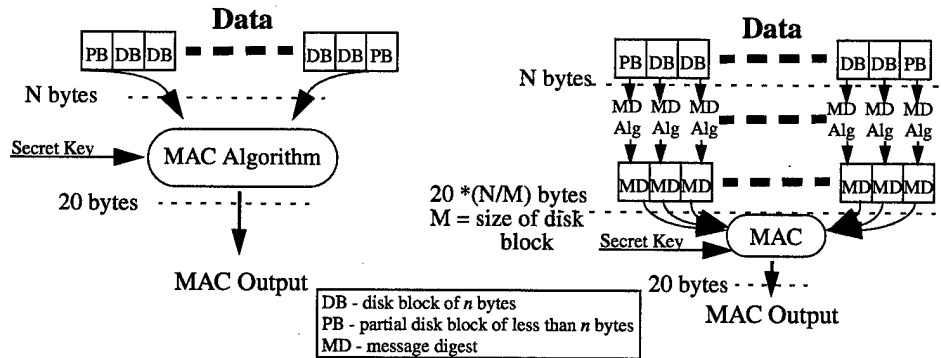 Data
PB DB DB DB DB PB
N bytes
Secret Key
MAC Algorithm
20 bytes
MAC Output
Data
PB DB DB DB DB PB
N bytes
MD MD MD MD MD MD
Alg Alg Alg Alg Alg Alg
MD MD MD MD MD MD
20 *(N/M) bytes
M = size of disk
block
Secret Key
MAC
20 bytes
MAC Output
DB - disk block of n bytes
PB - partial disk block of less than n bytes
MD - message digest